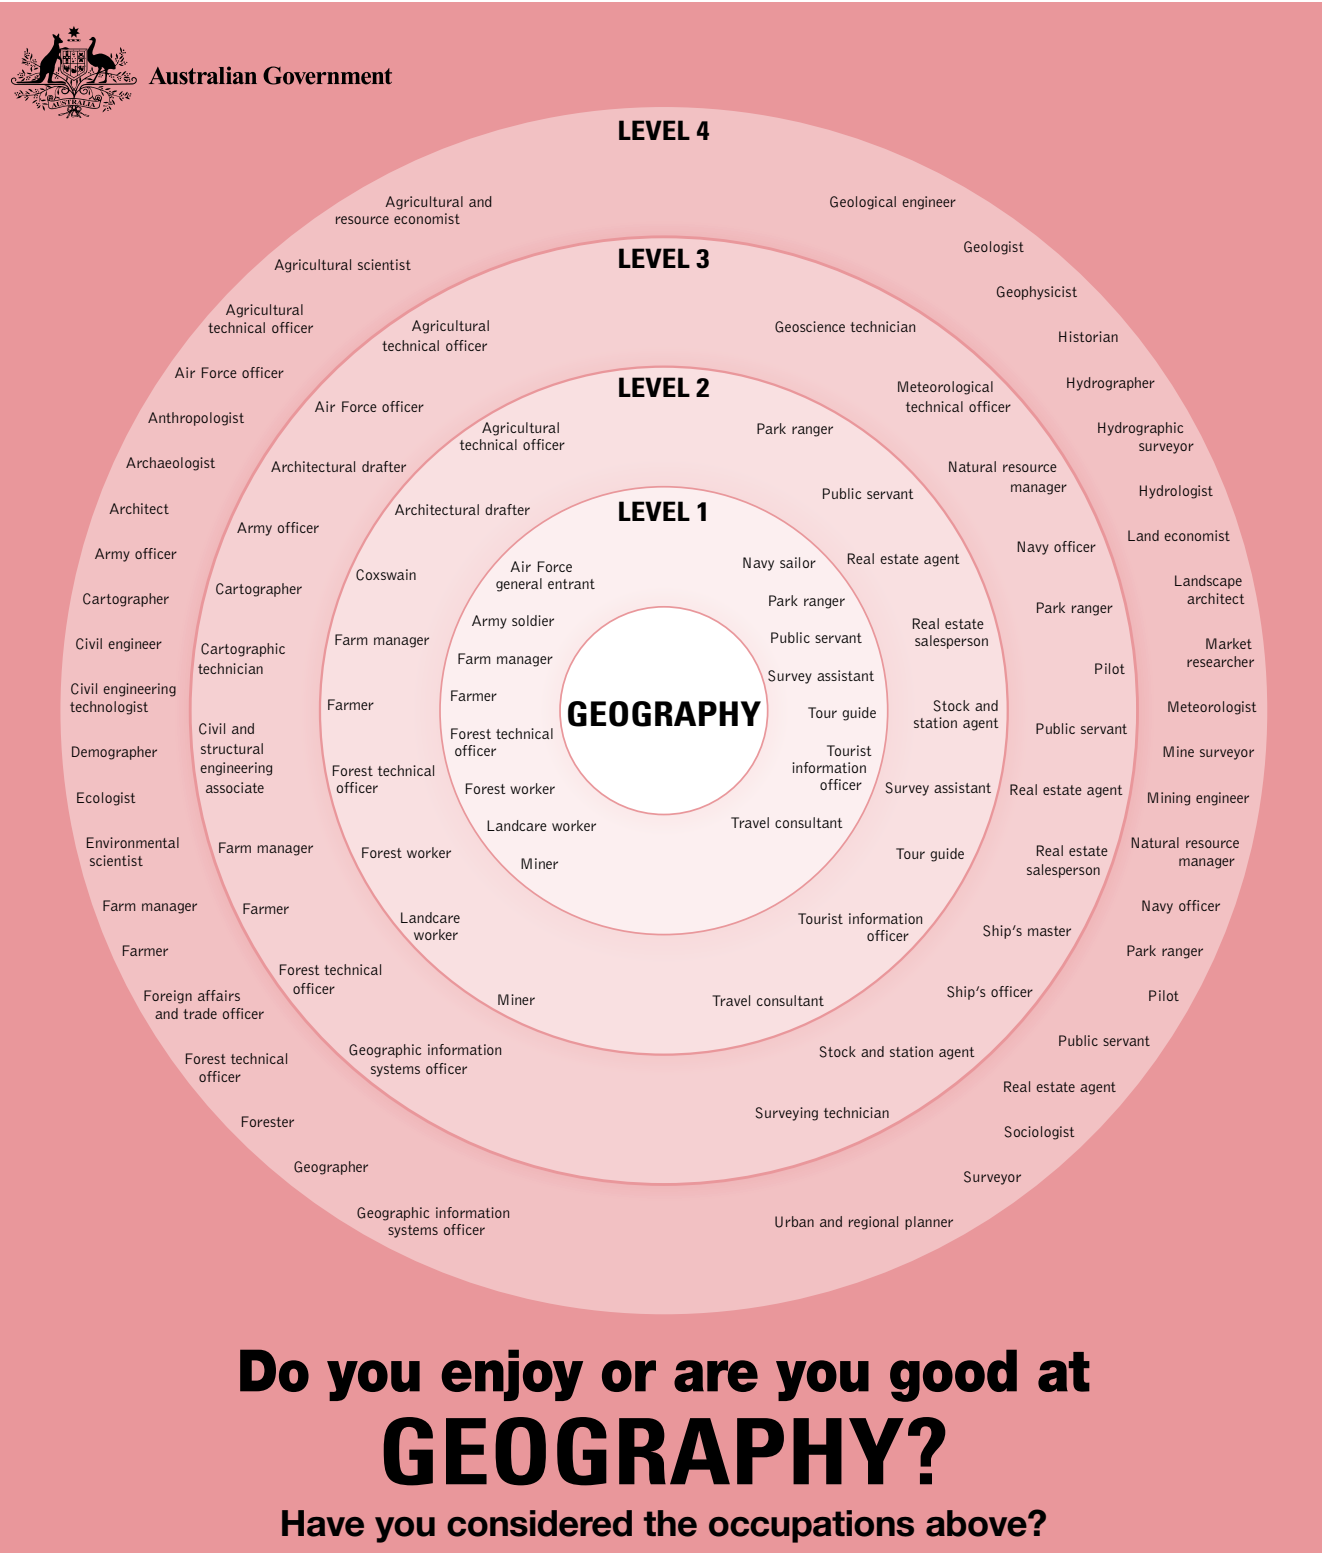 AUSTRALIA
Australian Government
LEVEL 4
Agricultural and
resource economist
Agricultural scientist
Agricultural
technical officer
Air Force officer
Anthropologist
Archaeologist
Architect
Army officer
Cartographer
Civil engineer
Civil engineering
technologist
Demographer
Ecologist
Environmental
scientist
Farm manager
Farmer
Foreign affairs
and trade officer
Forest technical
officer
Forester
Geographer
Geographic information
systems officer
Geological engineer
Geologist
Geophysicist
Historian
Hydrographer
Hydrographic
surveyor
Hydrologist
Land economist
Landscape
architect
Market
researcher
Meteorologist
Mine surveyor
Mining engineer
Natural resource
manager
Navy officer
Park ranger
Pilot
Public servant
Real estate agent
Sociologist
Surveyor
Urban and regional planner
LEVEL 3
Agricultural
technical officer
Air Force officer
Architectural drafter
Army officer
Cartographer
Cartographic
technician
Civil and
structural
engineering
associate
Farm manager
Farmer
Forest technical
officer
Geographic information
systems officer
Geoscience technician
Meteorological
technical officer
Natural resource
manager
Navy officer
Park ranger
Pilot
Public servant
Real estate agent
Real estate
salesperson
Ship's master
Ship's officer
Stock and station agent
Surveying technician
LEVEL 2
Agricultural
technical officer
Architectural drafter
Coxswain
Farm manager
Farmer
Forest technical
officer
Forest worker
Landcare
worker
Miner
Park ranger
Public servant
Real estate agent
Real estate
salesperson
Stock and
station agent
Survey assistant
Tour guide
Tourist information
officer
Travel consultant
LEVEL 1
Air Force
general entrant
Army soldier
Farm manager
Farmer
Forest technical
officer
Forest worker
Landcare worker
Miner
Navy sailor
Park ranger
Public servant
Survey assistant
Tour guide
Tourist
information
officer
Travel consultant
GEOGRAPHY
Do you enjoy or are you good at
GEOGRAPHY?
Have you considered the occupations above?